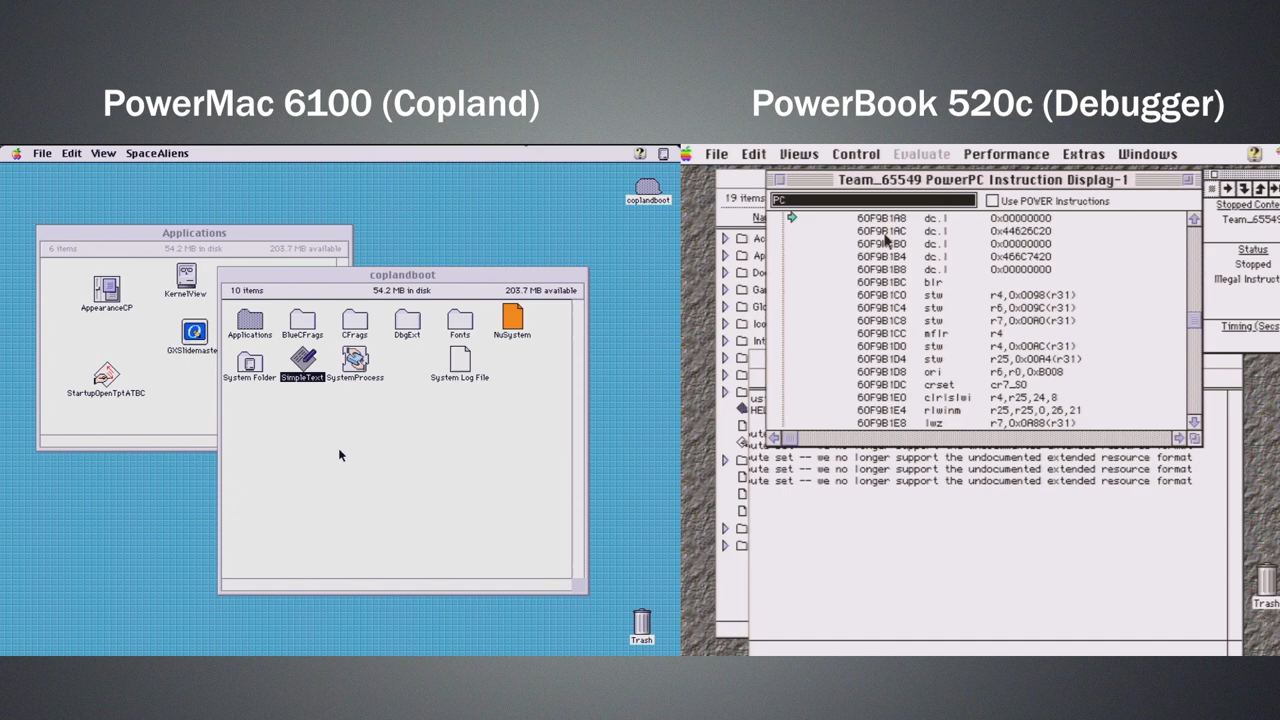 PowerMac 6100 (Copland)
PowerBook 520c (Debugger)
File Edit View SpaceAliens
coplandboot
Applications
6 items 54.2 MB in disk 203.7 MB available
AppearanceCP
KernelView
GXSlidemaste
StartupOpenTptATBC
coplandboot
10 items 54.2 MB in disk 203.7 MB available
Applications BlueCFrags CFrags DbgExt Fonts NuSystem
System Folder SimpleText SystemProcess System Log File
Trash
File Edit Views Control Evaluate Performance Extras Windows
19 items
Team_65549 PowerPC Instruction Display-1
PC
Use POWER Instructions
60F9B1A8 dc.l 0x00000000
60F9B1AC dc.l 0x44626C20
60F9B1B0 dc.l 0x00000000
60F9B1B4 dc.l 0x466C7420
60F9B1B8 dc.l 0x00000000
60F9B1BC blr
60F9B1C0 stw r4,0x0098(r31)
60F9B1C4 stw r6,0x009C(r31)
60F9B1C8 stw r7,0x00A0(r31)
60F9B1CC mflr r4
60F9B1D0 stw r4,0x00AC(r31)
60F9B1D4 stw r25,0x00A4(r31)
60F9B1D8 ori r6,r0,0xB008
60F9B1DC crset cr7_SO
60F9B1E0 clrlslwi r4,r25,24,8
60F9B1E4 rlwinm r25,r25,0,26,21
60F9B1E8 lwz r7,0x0A88(r31)
Stopped Conte
Team_6554
Status
Stopped
Illegal Instruct
Timing (Secs
ute set -- we no longer support the undocumented extended resource format
ute set -- we no longer support the undocumented extended resource format
ute set -- we no longer support the undocumented extended resource format
Trash